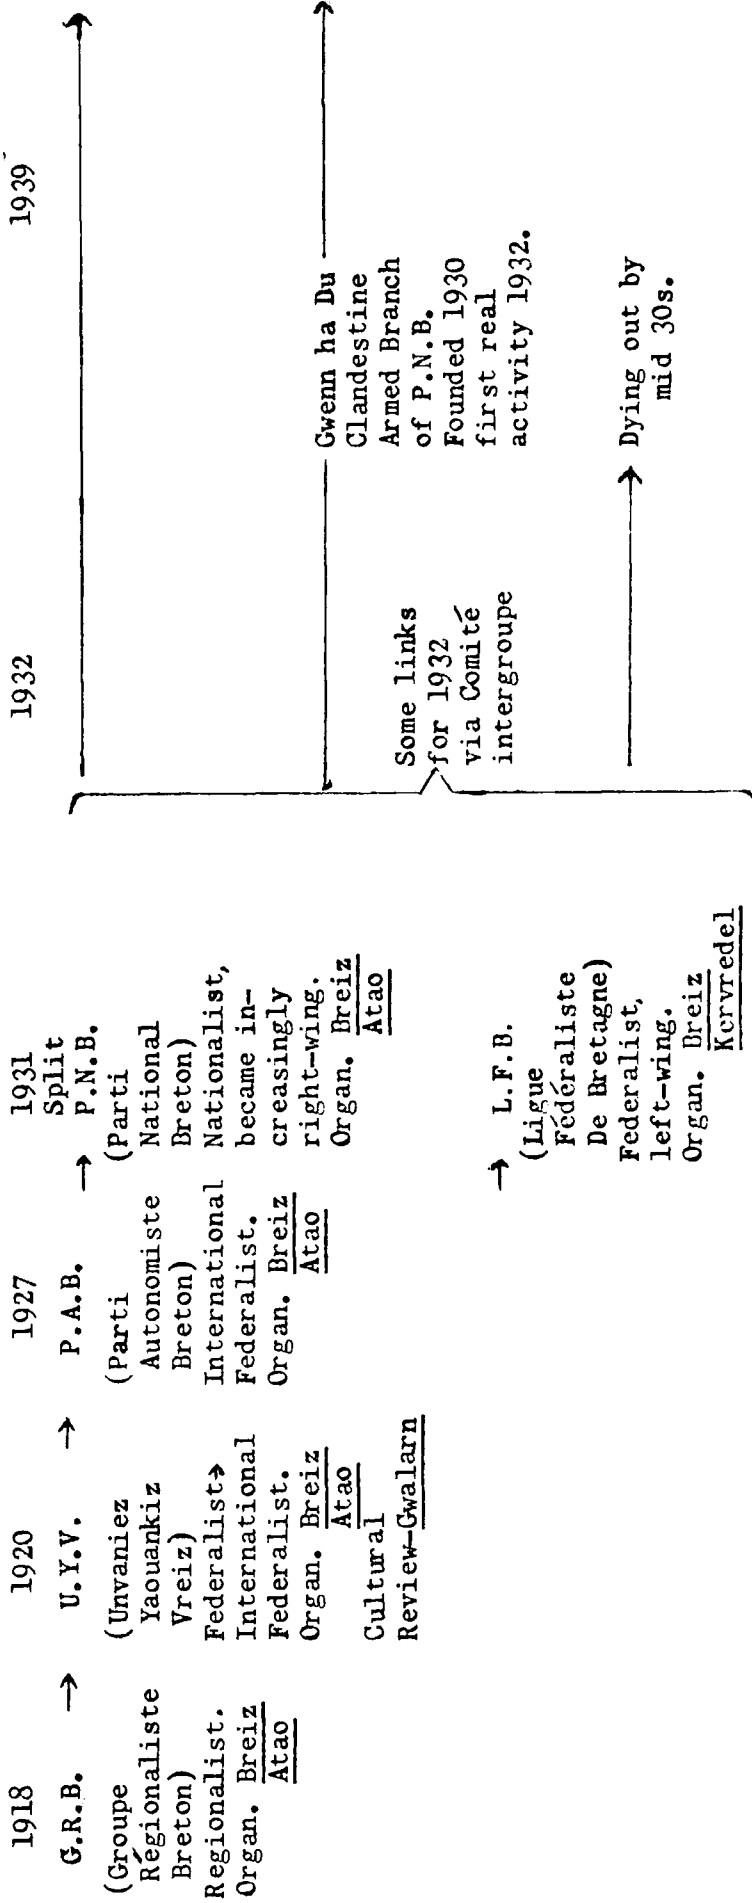 1918
G.R.B. →
(Groupe
Régionaliste
Breton)
Regionalist.
Organ. Breiz
Atao
1920
U.Y.V. →
(Unvaniez
Yaouankiz
Vreiz)
Federalist→
International
Federalist.
Organ. Breiz
Atao
Cultural
Review-Gwalarn
1927
P.A.B. →
(Parti
Autonomiste
Breton)
International
Federalist.
Organ. Breiz
Atao
1931
Split
P.N.B.
(Parti
National
Breton)
Nationalist,
became in-
creasingly
right-wing.
Organ. Breiz
Atao
→ L.F.B.
(Ligue
Fédéraliste
De Bretagne)
Federalist,
left-wing.
Organ. Breiz
Kervredel
1932
Some links
for 1932
via Comité
intergroupe
1939
Gwenn ha Du
Clandestine
Armed Branch
of P.N.B.
Founded 1930
first real
activity 1932.
Dying out by
mid 30s.